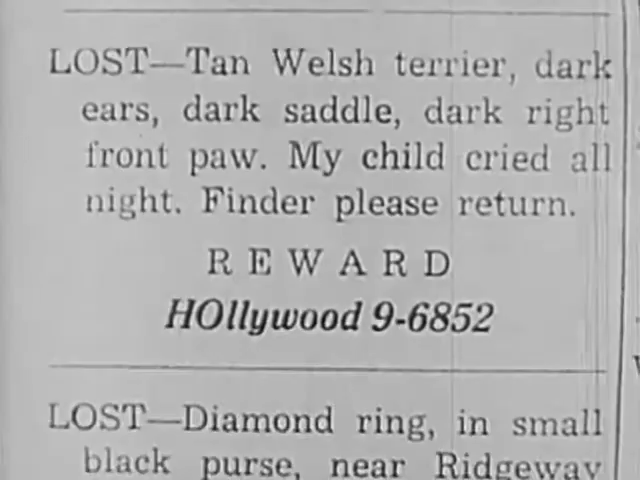 LOST—Tan Welsh terrier, dark
ears, dark saddle, dark right
front paw. My child cried all
night. Finder please return.
REWARD
HOllywood 9-6852
LOST—Diamond ring, in small
black purse, near Ridgeway